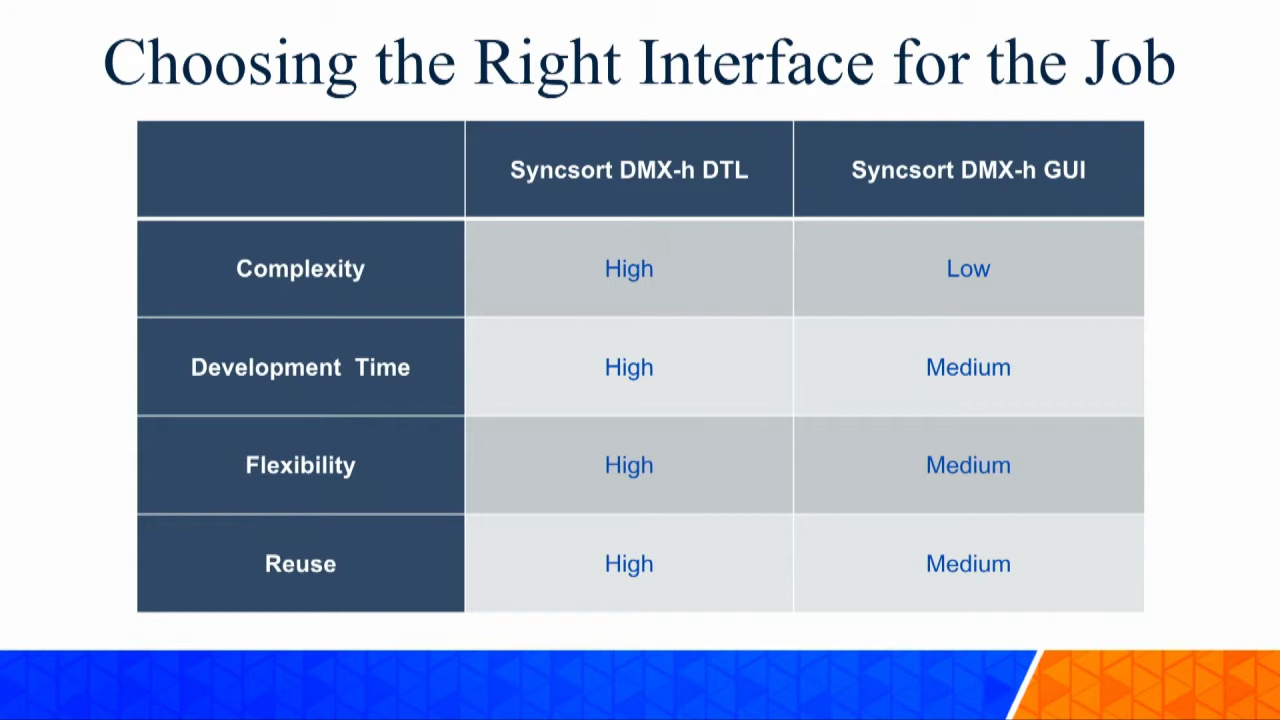 Choosing the Right Interface for the Job
Syncsort DMX-h DTL Syncsort DMX-h GUI
Complexity High Low
Development Time High Medium
Flexibility High Medium
Reuse High Medium